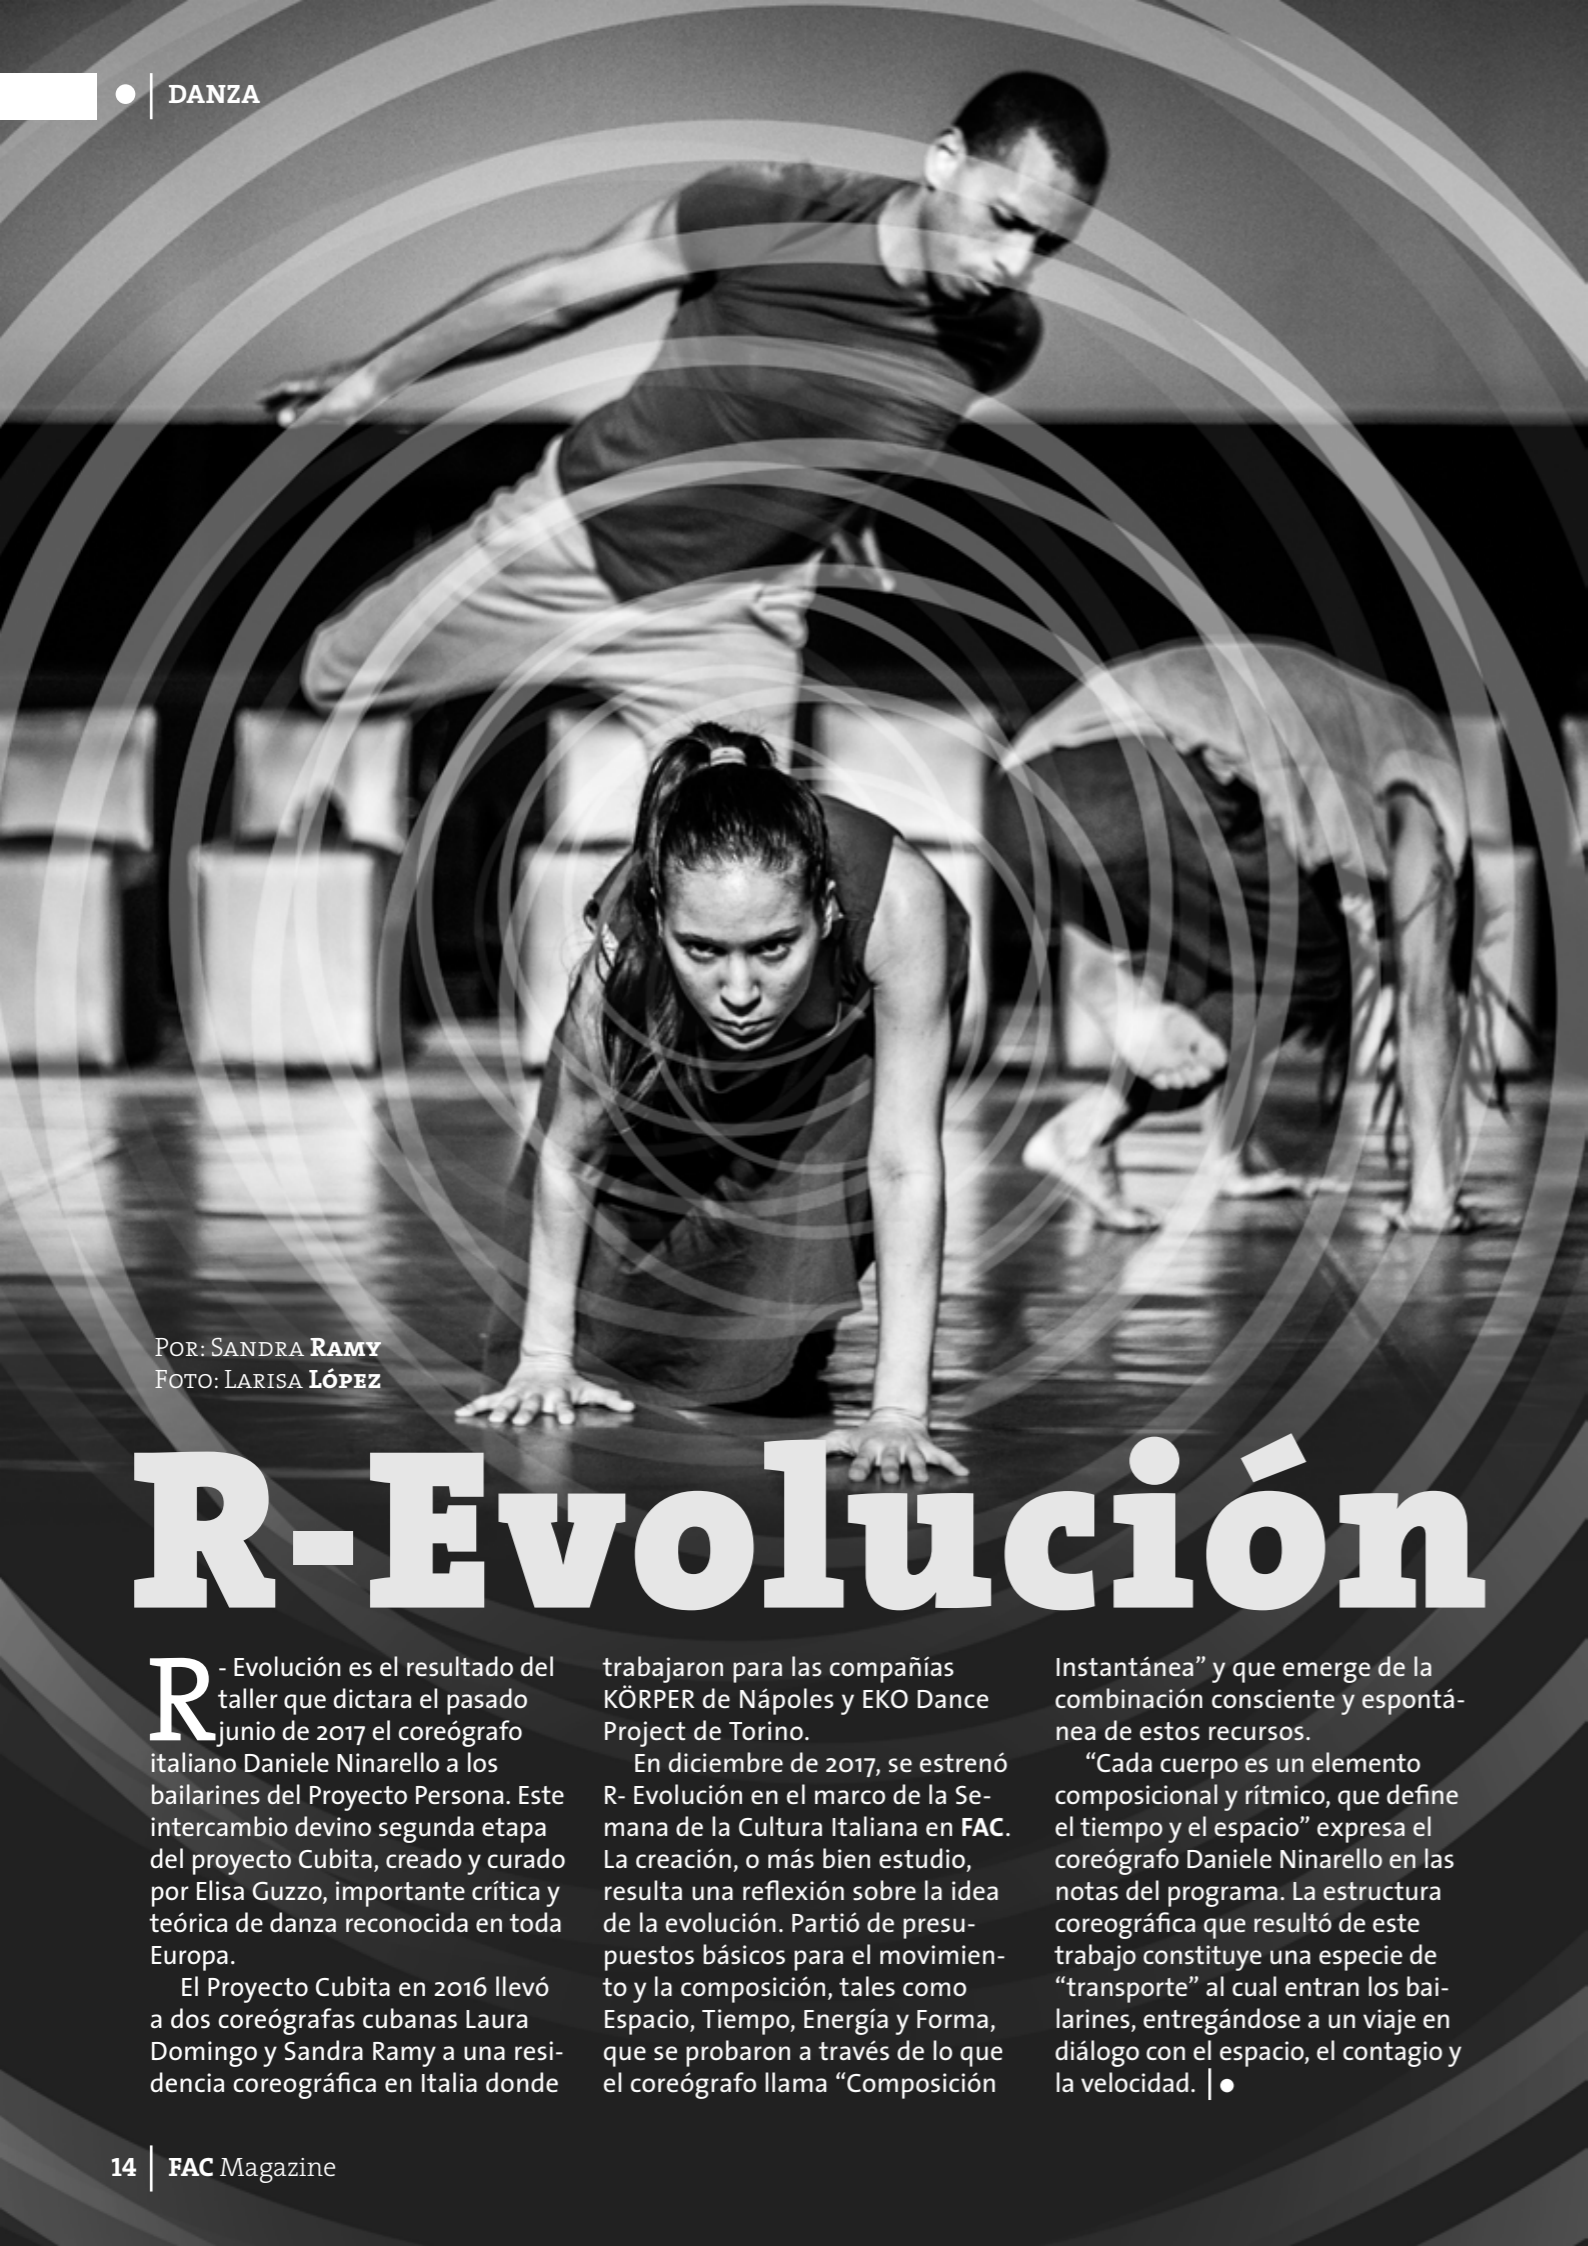 DANZA
POR: SANDRA RAMY
FOTO: LARISA LÓPEZ
R-Evolución
R- Evolución es el resultado del
taller que dictara el pasado
junio de 2017 el coreógrafo
italiano Daniele Ninarello a los
bailarines del Proyecto Persona. Este
intercambio devino segunda etapa
del proyecto Cubita, creado y curado
por Elisa Guzzo, importante crítica y
teórica de danza reconocida en toda
Europa.
El Proyecto Cubita en 2016 llevó
a dos coreógrafas cubanas Laura
Domingo y Sandra Ramy a una resi-
dencia coreográfica en Italia donde
trabajaron para las compañías
KÖRPER de Nápoles y EKO Dance
Project de Torino.
En diciembre de 2017, se estrenó
R- Evolución en el marco de la Se-
mana de la Cultura Italiana en FAC.
La creación, o más bien estudio,
resulta una reflexión sobre la idea
de la evolución. Partió de presu-
puestos básicos para el movimien-
to y la composición, tales como
Espacio, Tiempo, Energía y Forma,
que se probaron a través de lo que
el coreógrafo llama “Composición
Instantánea” y que emerge de la
combinación consciente y espontá-
nea de estos recursos.
“Cada cuerpo es un elemento
composicional y rítmico, que define
el tiempo y el espacio” expresa el
coreógrafo Daniele Ninarello en las
notas del programa. La estructura
coreográfica que resultó de este
trabajo constituye una especie de
“transporte” al cual entran los bai-
larines, entregándose a un viaje en
diálogo con el espacio, el contagio y
la velocidad.
14 | FAC Magazine